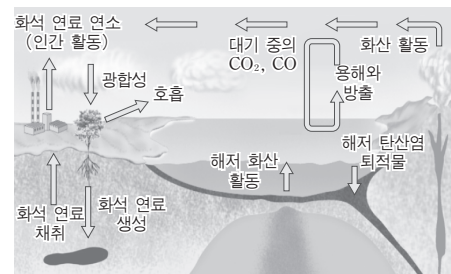 화석 연료 연소
(인간 활동)
대기 중의
CO₂, CO
화산 활동
광합성
호흡
용해와
방출
해저 화산
활동
해저 탄산염
퇴적물
화석 연료
채취
화석 연료
생성